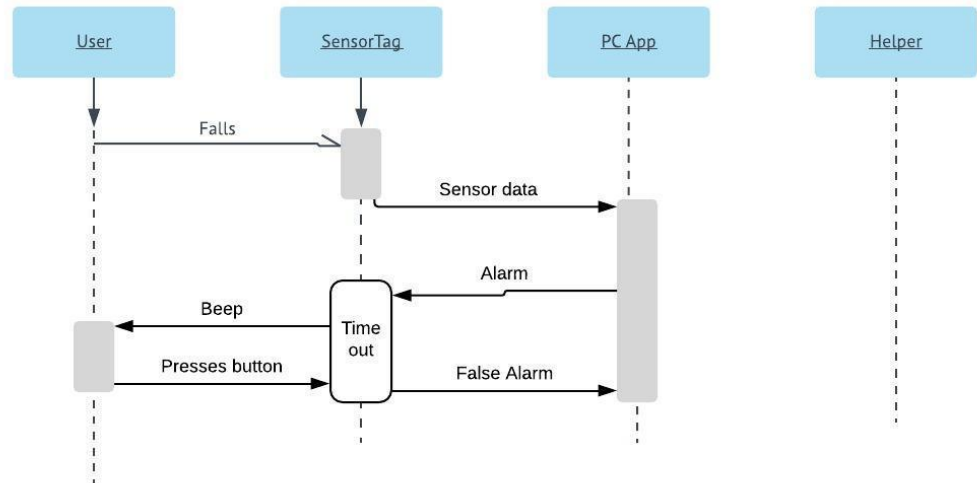 User
SensorTag
PC App
Helper
Falls
Sensor data
Alarm
Beep
Time
out
Presses button
False Alarm